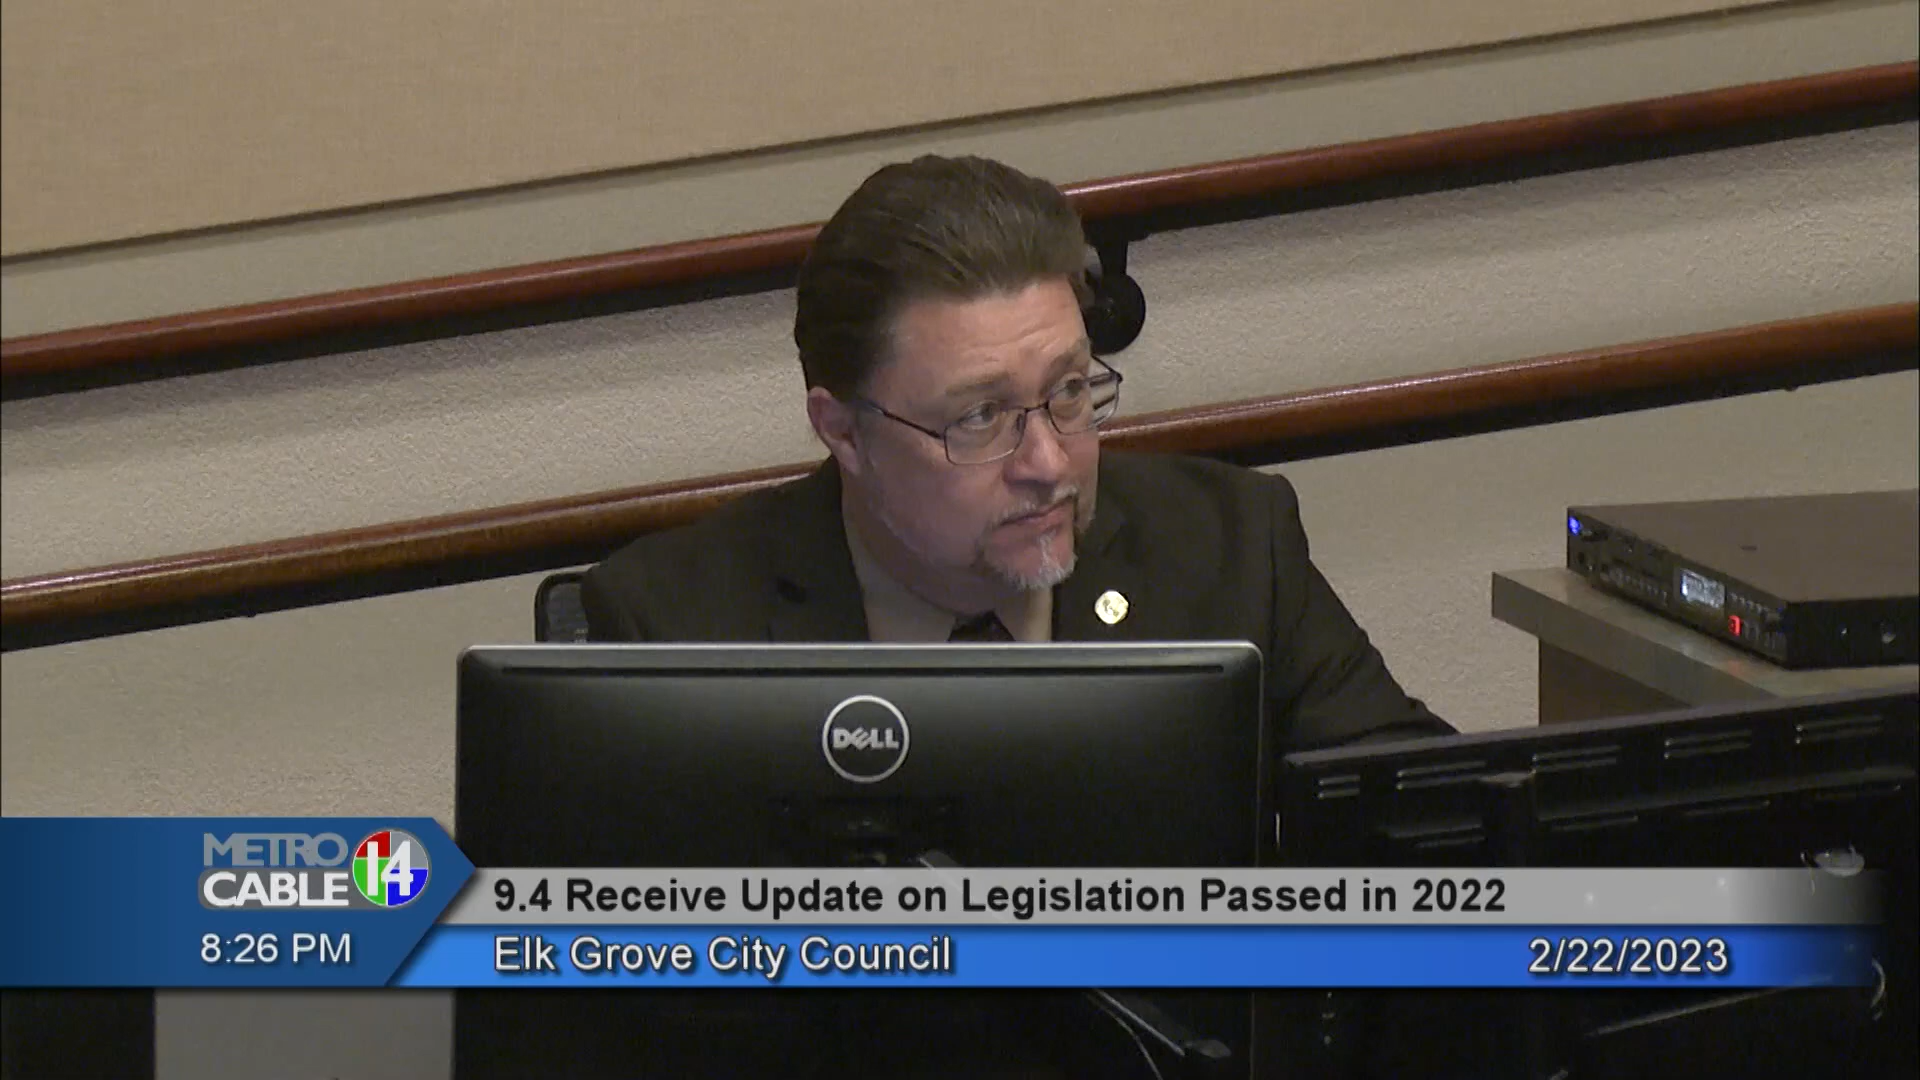 DELL
METRO
CABLE 14
8:26 PM
9.4 Receive Update on Legislation Passed in 2022
Elk Grove City Council
2/22/2023